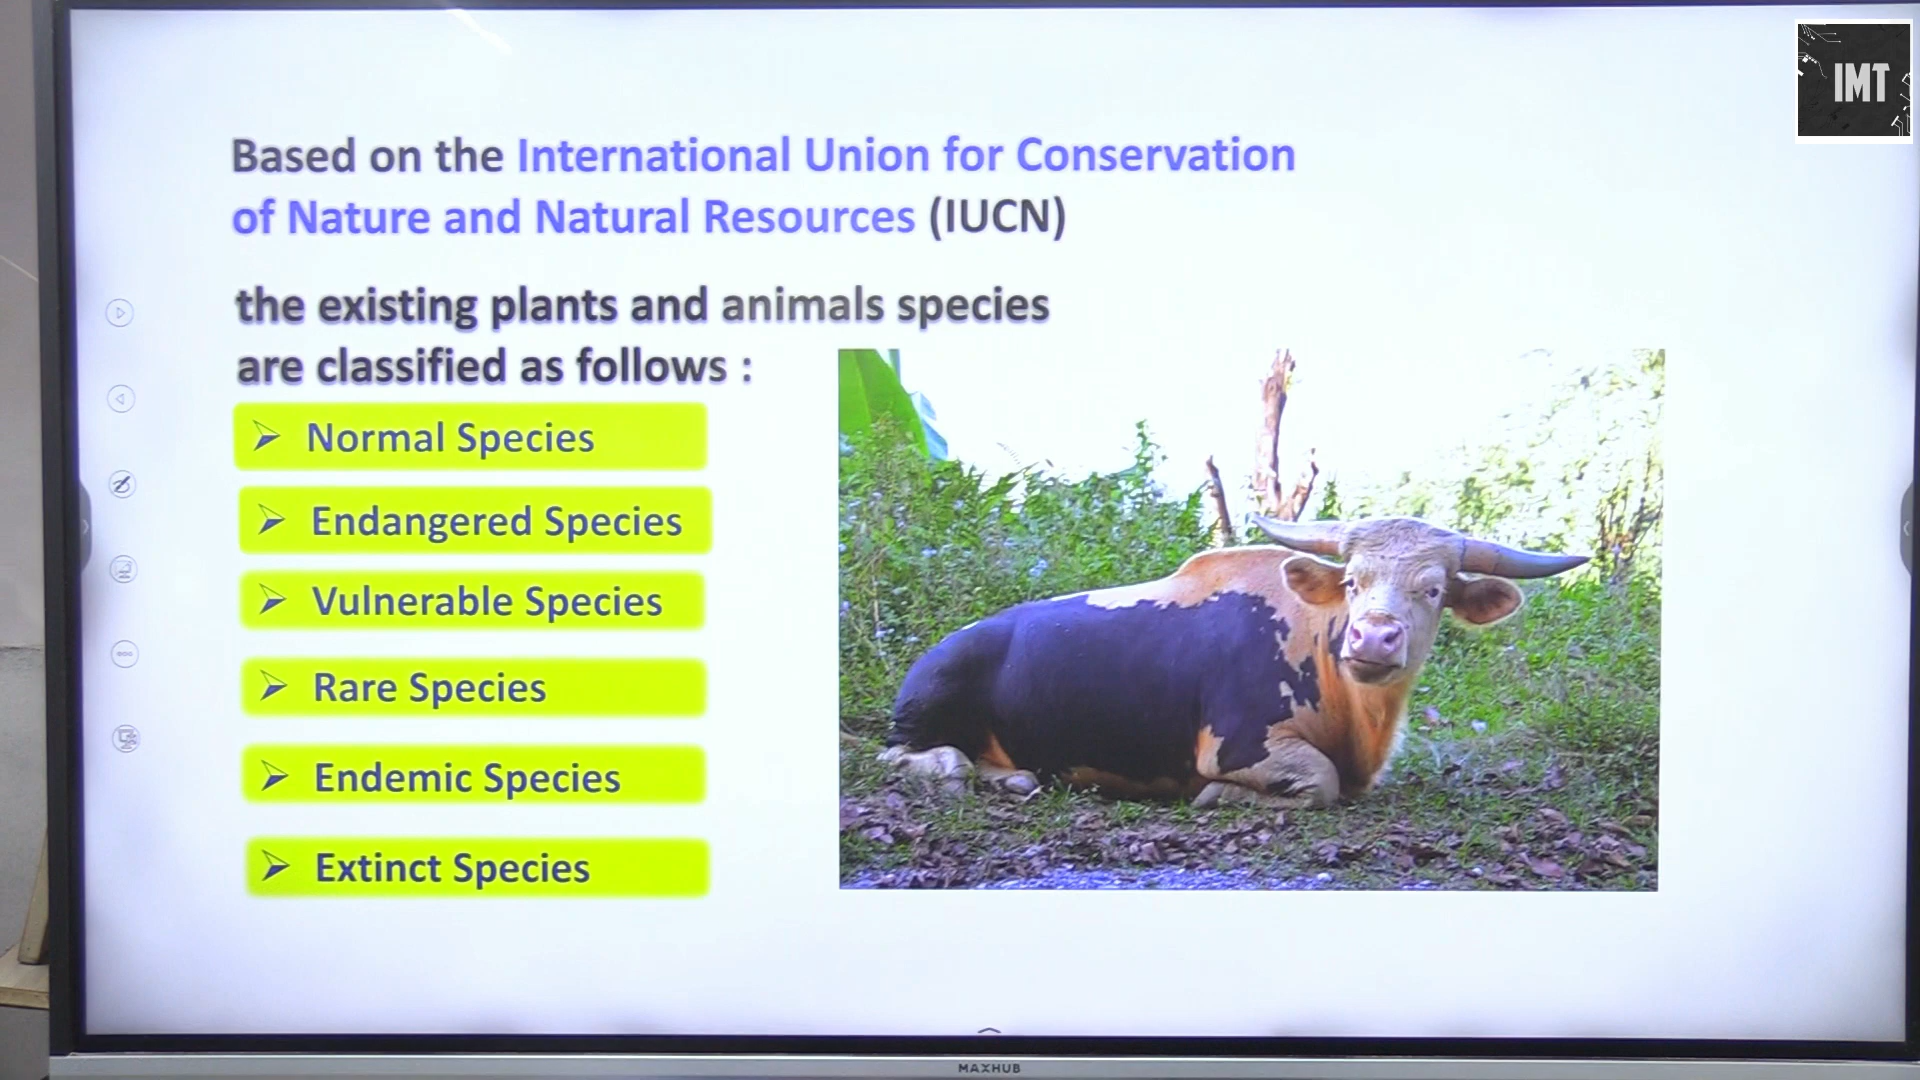 IMT
Based on the International Union for Conservation
of Nature and Natural Resources (IUCN)
the existing plants and animals species
are classified as follows :
➢ Normal Species
➢ Endangered Species
➢ Vulnerable Species
➢ Rare Species
➢ Endemic Species
➢ Extinct Species
MAXHUB